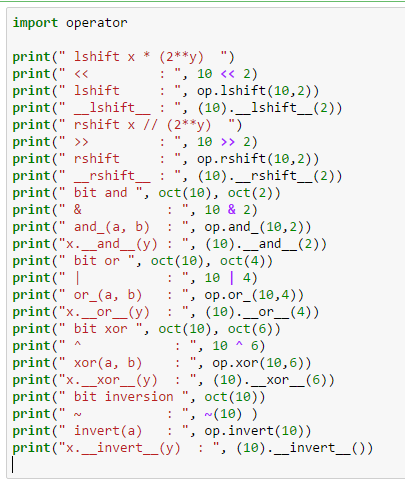 import operator

print(" lshift x * (2**y)  ")
print(" <<         : ", 10 << 2)
print(" lshift     : ", op.lshift(10,2))
print(" __lshift__ : ", (10).__lshift__(2))
print(" rshift x // (2**y)  ")
print(" >>         : ", 10 >> 2)
print(" rshift     : ", op.rshift(10,2))
print(" __rshift__ : ", (10).__rshift__(2))
print(" bit and ", oct(10), oct(2))
print(" &           : ", 10 & 2)
print(" and_(a, b)  : ", op.and_(10,2))
print("x.__and__(y) : ", (10).__and__(2))
print(" bit or ", oct(10), oct(4))
print(" |           : ", 10 | 4)
print(" or_(a, b)   : ", op.or_(10,4))
print("x.__or__(y)  : ", (10).__or__(4))
print(" bit xor ", oct(10), oct(6))
print(" ^            : ", 10 ^ 6)
print(" xor(a, b)    : ", op.xor(10,6))
print("x.__xor__(y)  : ", (10).__xor__(6))
print(" bit inversion ", oct(10))
print(" ~           : ", ~(10) )
print(" invert(a)   : ", op.invert(10))
print("x.__invert__(y)  : ", (10).__invert__())